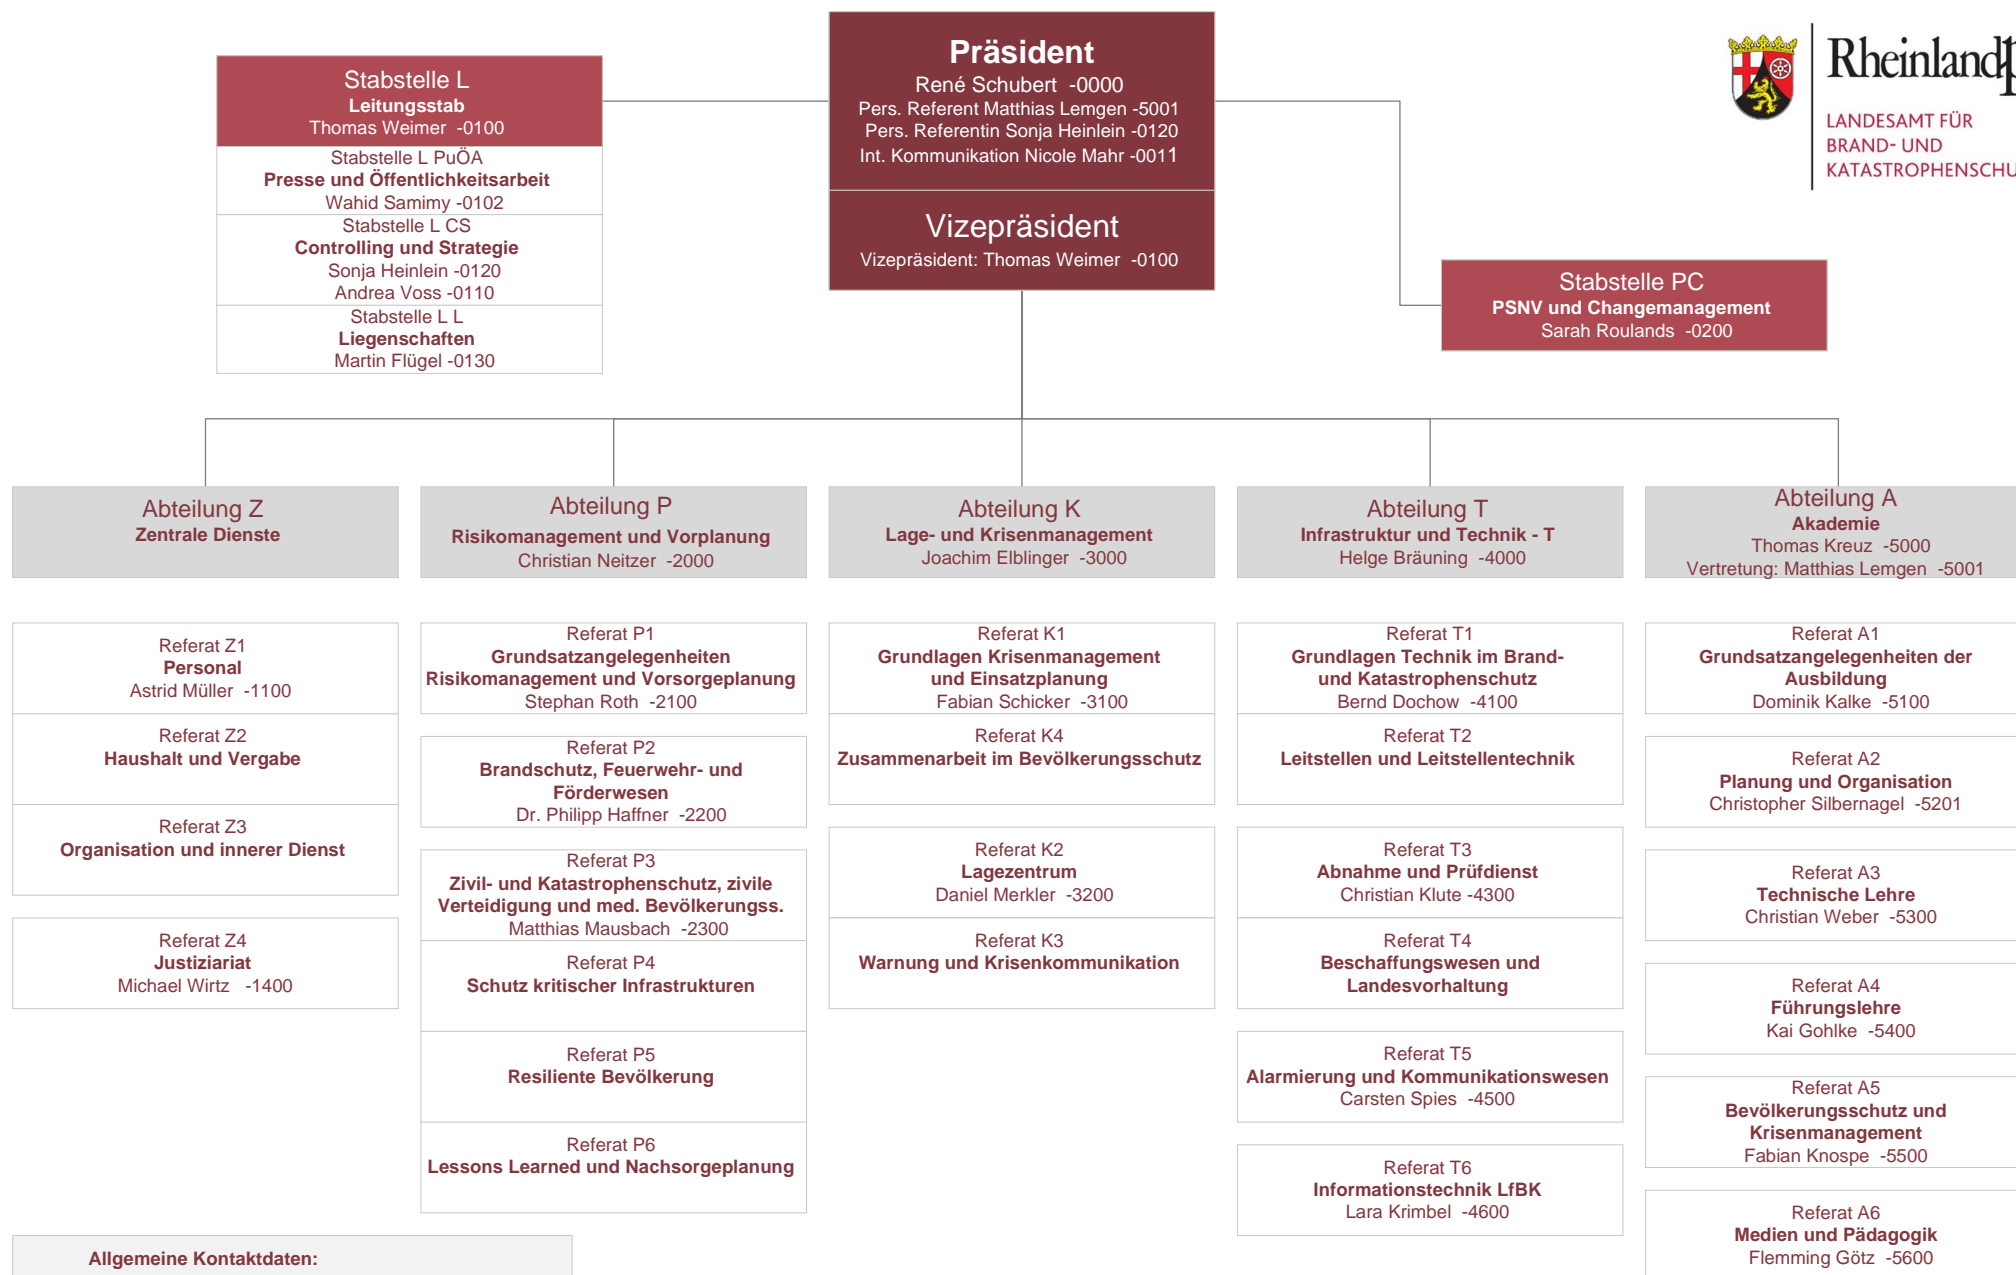 Präsident
René Schubert -0000
Pers. Referent Matthias Lemgen -5001
Pers. Referentin Sonja Heinlein -0120
Int. Kommunikation Nicole Mahr -0011
Vizepräsident
Vizepräsident: Thomas Weimer -0100
Stabstelle L
Leitungsstab
Thomas Weimer -0100
Stabstelle L PuÖA
Presse und Öffentlichkeitsarbeit
Wahid Samimy -0102
Stabstelle L CS
Controlling und Strategie
Sonja Heinlein -0120
Andrea Voss -0110
Stabstelle L L
Liegenschaften
Martin Flügel -0130
Rheinland
LANDESAMT FÜR
BRAND- UND
KATASTROPHENSCHU
Stabstelle PC
PSNV und Changemanagement
Sarah Roulands -0200
Abteilung Z
Zentrale Dienste
Referat Z1
Personal
Astrid Müller -1100
Referat Z2
Haushalt und Vergabe
Referat Z3
Organisation und innerer Dienst
Referat Z4
Justiziariat
Michael Wirtz -1400
Abteilung P
Risikomanagement und Vorplanung
Christian Neitzer -2000
Referat P1
Grundsatzangelegenheiten
Risikomanagement und Vorsorgeplanung
Stephan Roth -2100
Referat P2
Brandschutz, Feuerwehr- und
Förderwesen
Dr. Philipp Haffner -2200
Referat P3
Zivil- und Katastrophenschutz, zivile
Verteidigung und med. Bevölkerungss.
Matthias Mausbach -2300
Referat P4
Schutz kritischer Infrastrukturen
Referat P5
Resiliente Bevölkerung
Referat P6
Lessons Learned und Nachsorgeplanung
Abteilung K
Lage- und Krisenmanagement
Joachim Elblinger -3000
Referat K1
Grundlagen Krisenmanagement
und Einsatzplanung
Fabian Schicker -3100
Referat K4
Zusammenarbeit im Bevölkerungsschutz
Referat K2
Lagezentrum
Daniel Merkler -3200
Referat K3
Warnung und Krisenkommunikation
Abteilung T
Infrastruktur und Technik - T
Helge Bräuning -4000
Referat T1
Grundlagen Technik im Brand-
und Katastrophenschutz
Bernd Dochow -4100
Referat T2
Leitstellen und Leitstellentechnik
Referat T3
Abnahme und Prüfdienst
Christian Klute -4300
Referat T4
Beschaffungswesen und
Landesvorhaltung
Referat T5
Alarmierung und Kommunikationswesen
Carsten Spies -4500
Referat T6
Informationstechnik LfBK
Lara Krimbel -4600
Abteilung A
Akademie
Thomas Kreuz -5000
Vertretung: Matthias Lemgen -5001
Referat A1
Grundsatzangelegenheiten der
Ausbildung
Dominik Kalke -5100
Referat A2
Planung und Organisation
Christopher Silbernagel -5201
Referat A3
Technische Lehre
Christian Weber -5300
Referat A4
Führungslehre
Kai Gohlke -5400
Referat A5
Bevölkerungsschutz und
Krisenmanagement
Fabian Knospe -5500
Referat A6
Medien und Pädagogik
Flemming Götz -5600
Allgemeine Kontaktdaten: